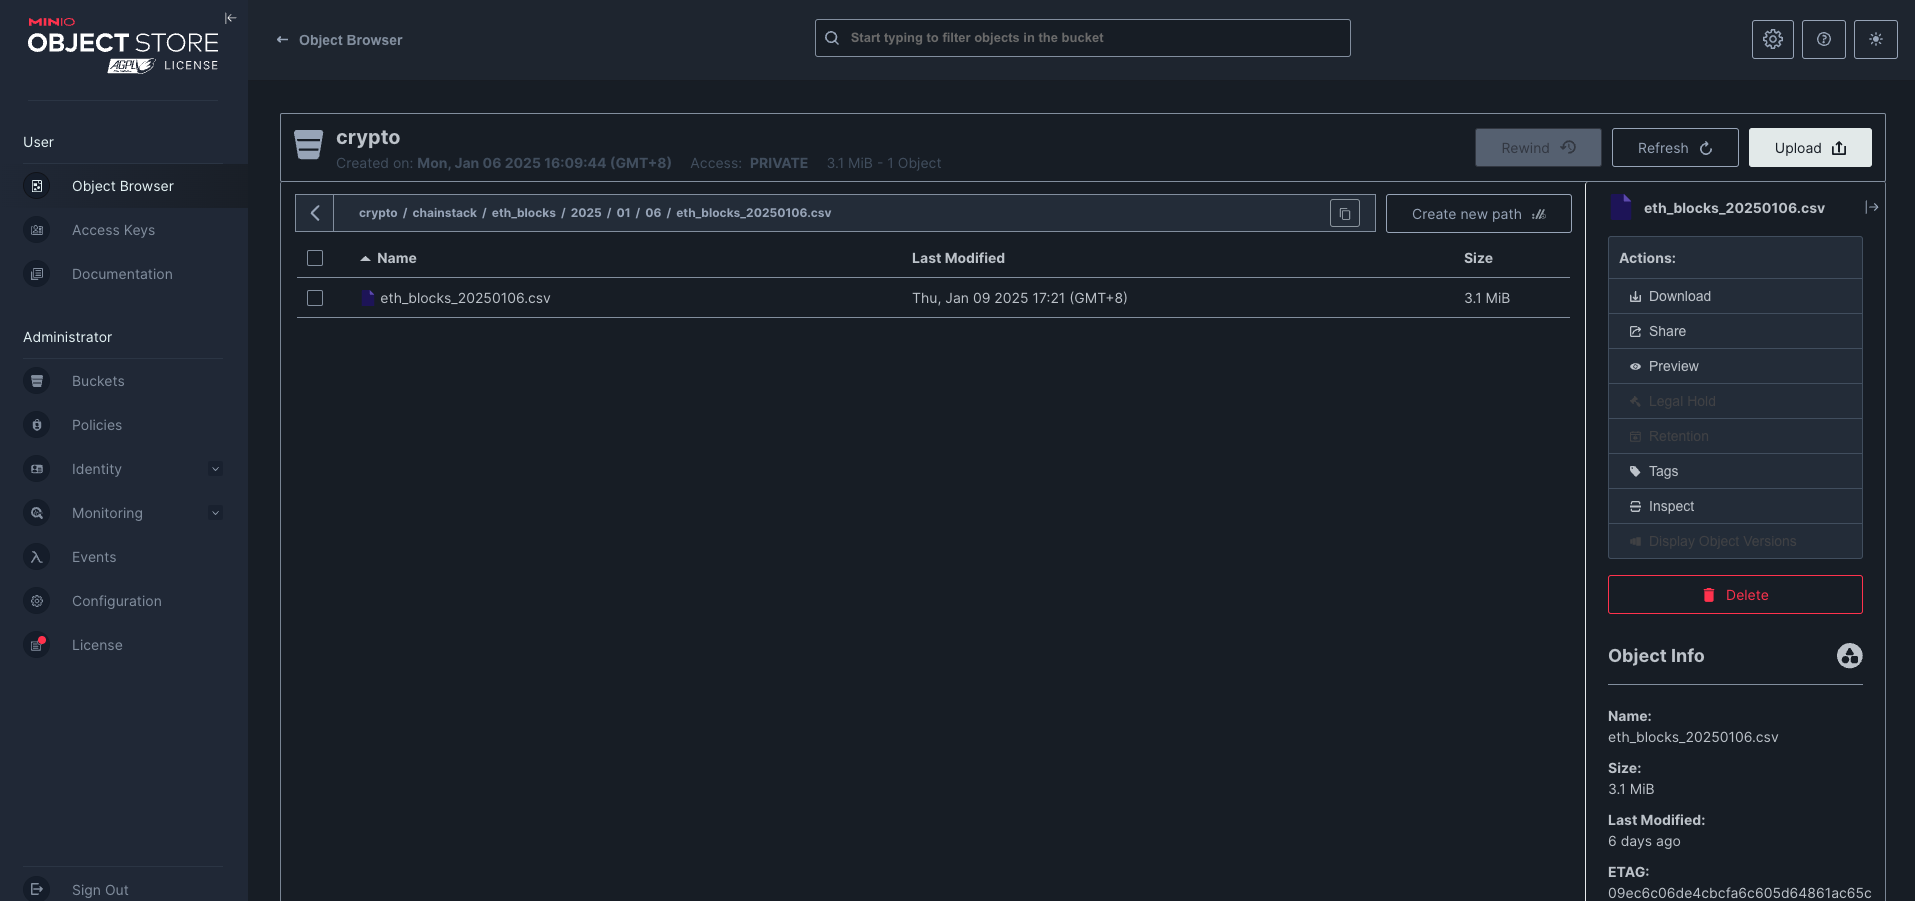 MINIO
OBJECT STORE
AGPL LICENSE
User
Object Browser
Access Keys
Documentation
Administrator
Buckets
Policies
Identity
Monitoring
Events
Configuration
License
Sign Out
Object Browser
Start typing to filter objects in the bucket
crypto
Created on: Mon, Jan 06 2025 16:09:44 (GMT+8) Access: PRIVATE 3.1 MiB - 1 Object
Rewind
Refresh
Upload
crypto / chainstack / eth_blocks / 2025 / 01 / 06 / eth_blocks_20250106.csv
Create new path
Name Last Modified Size
eth_blocks_20250106.csv Thu, Jan 09 2025 17:21 (GMT+8) 3.1 MiB
eth_blocks_20250106.csv
Actions:
Download
Share
Preview
Legal Hold
Retention
Tags
Inspect
Display Object Versions
Delete
Object Info
Name:
eth_blocks_20250106.csv
Size:
3.1 MiB
Last Modified:
6 days ago
ETAG:
09ec6c06de4cbcfa6c605d64861ac65c